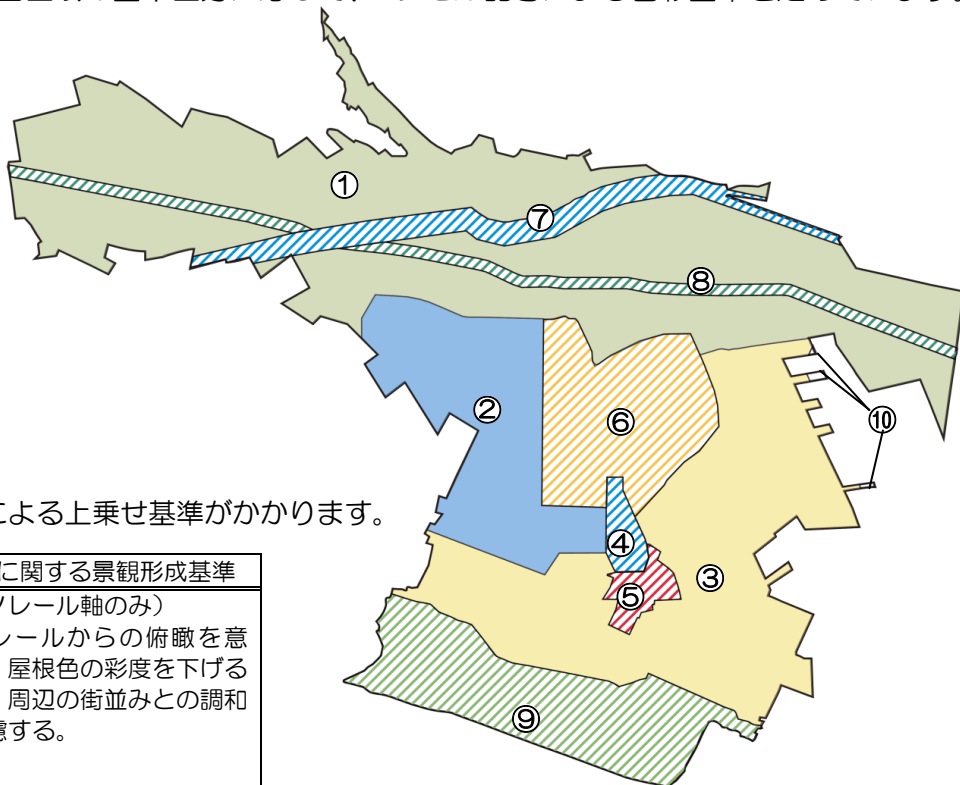 ①
⑦
⑧
②
⑥
⑩
による上乗せ基準がかかります。
④
③
⑤
に関する景観形成基準
レール軸のみ）
レールからの俯瞰を意
屋根色の彩度を下げる
周辺の街並みとの調和
慮する。
⑨